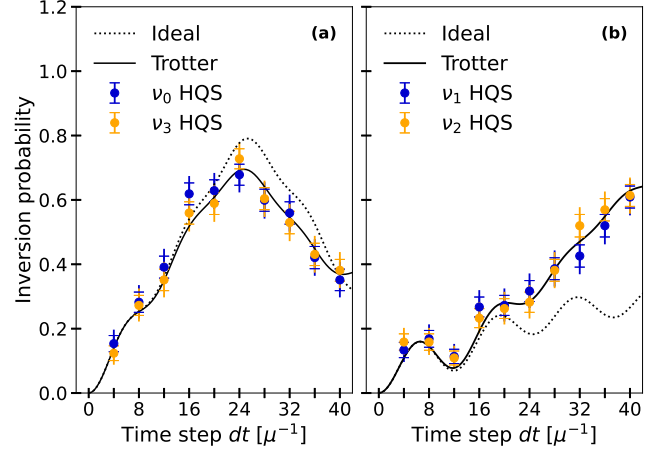 Ideal
Trotter
ν0 HQS
ν3 HQS
(a)
Inversion probability
1.2
1.0
0.8
0.6
0.4
0.2
0.0
0 8 16 24 32 40
Time step dt [μ⁻¹]
Ideal
Trotter
ν1 HQS
ν2 HQS
(b)
0 8 16 24 32 40
Time step dt [μ⁻¹]